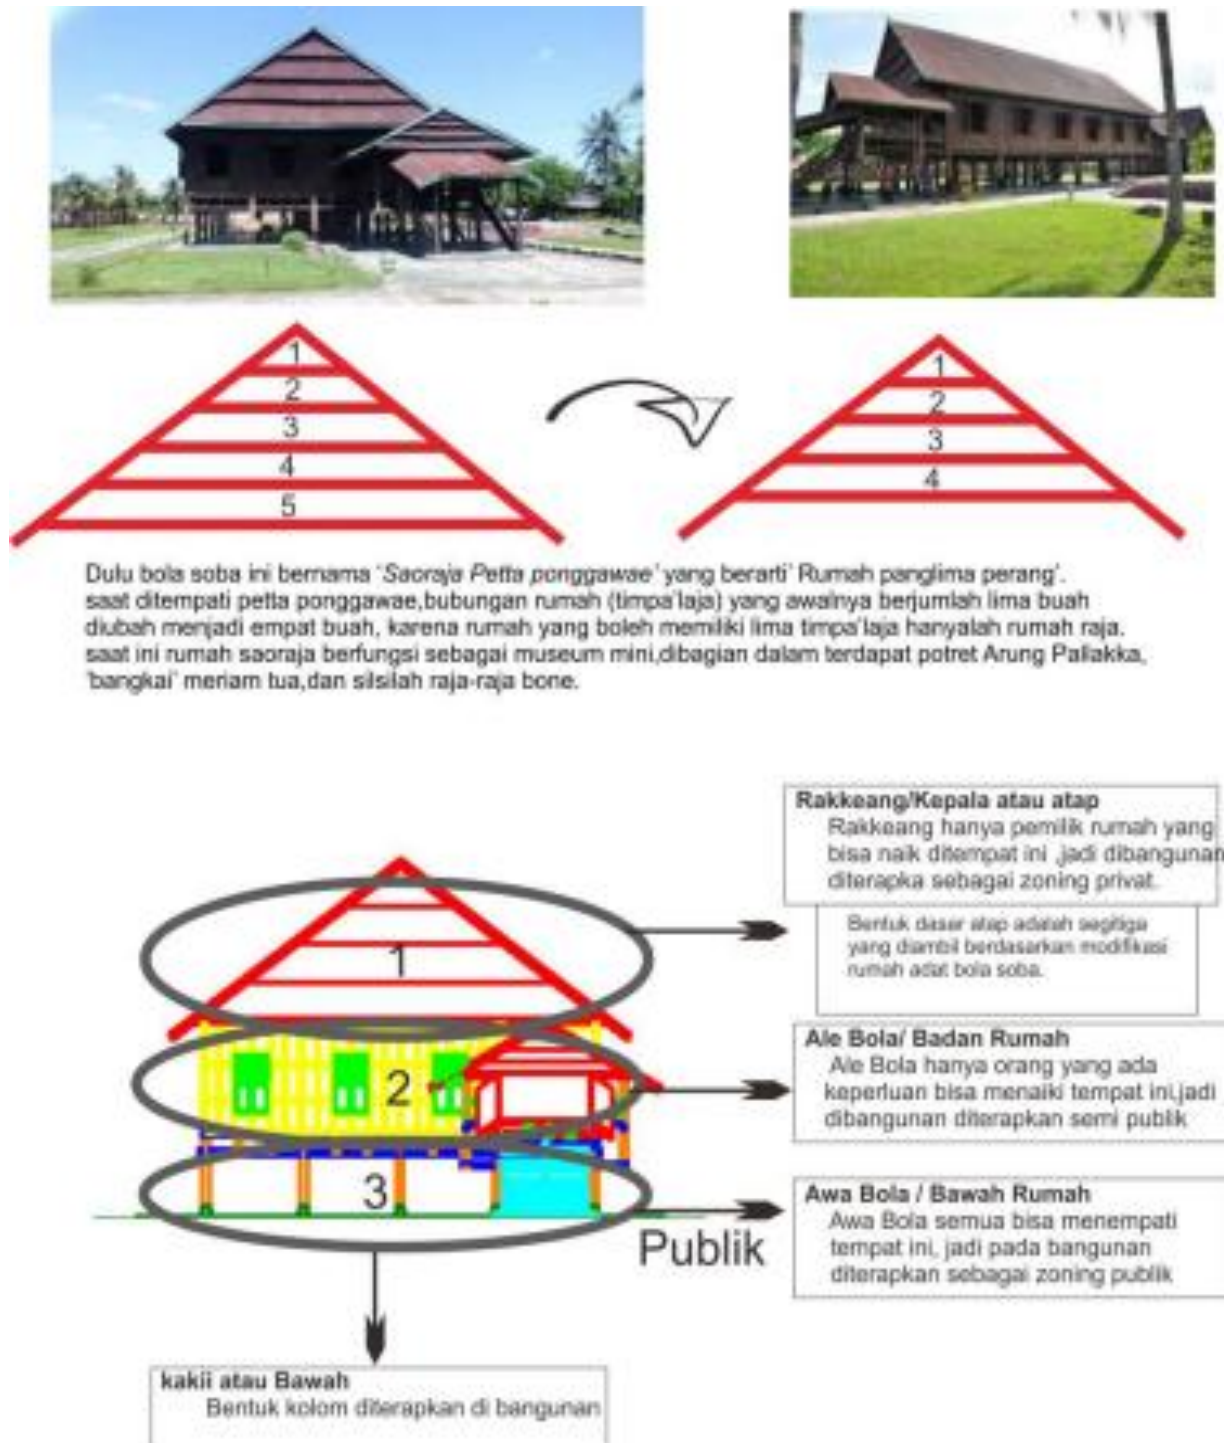 1
2
3
4
5
1
2
3
4
Dulu bola soba ini bernama 'Saoraja Petta ponggawae' yang berarti' Rumah panglima perang'.
saat ditempati petta ponggawae,bubungan rumah (timpa'laja) yang awalnya berjumlah lima buah
diubah menjadi empat buah, karena rumah yang boleh memiliki lima timpa'laja hanyalah rumah raja.
saat ini rumah saoraja berfungsi sebagai museum mini,dibagian dalam terdapat potret Arung Pallakka,
'bangkai' meriam tua,dan silsilah raja-raja bone.
Rakkeang/Kepala atau atap
Rakkeang hanya pemilik rumah yang
bisa naik ditempat ini ,jadi dibangunan
diterapka sebagai zoning privat.
Bentuk dasar atap adalah segitiga
yang diambil berdasarkan modifikasi
rumah adat bola soba.
1
Ale Bola/ Badan Rumah
Ale Bola hanya orang yang ada
keperluan bisa menaiki tempat ini,jadi
dibangunan diterapkan semi publik
2
Awa Bola / Bawah Rumah
Awa Bola semua bisa menempati
tempat ini, jadi pada bangunan
diterapkan sebagai zoning publik
3
Publik
kakii atau Bawah
Bentuk kolom diterapkan di bangunan